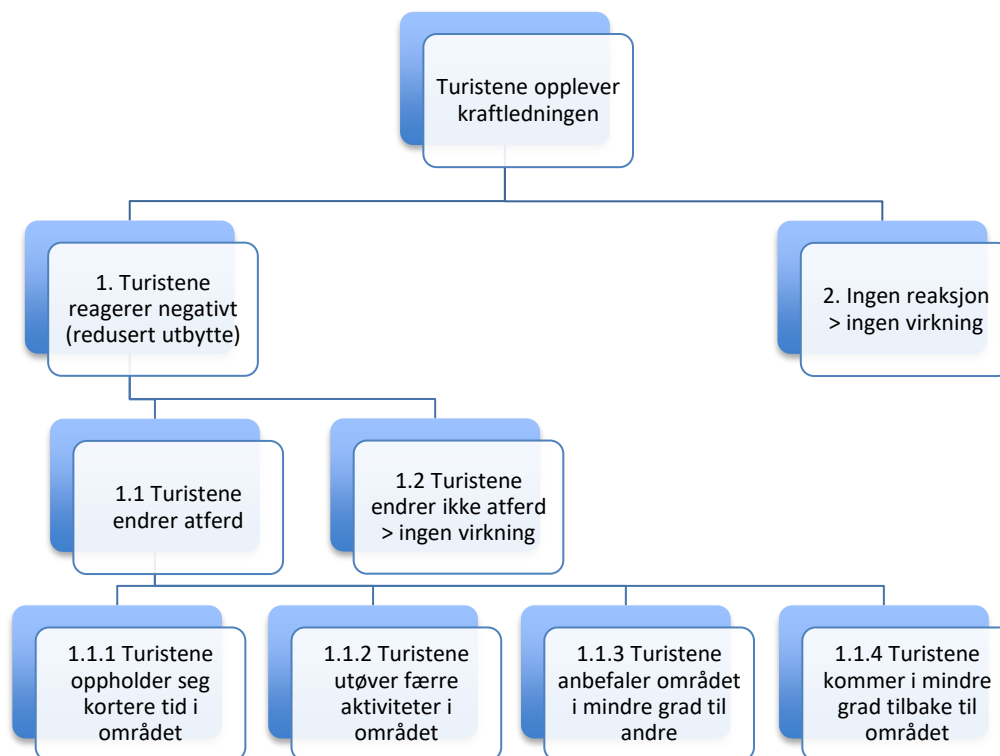 Turistene opplever
kraftledningen
1. Turistene
reagerer negativt
(redusert utbytte)
2. Ingen reaksjon
> ingen virkning
1.1 Turistene
endrer atferd
1.2 Turistene
endrer ikke atferd
> ingen virkning
1.1.1 Turistene
oppholder seg
kortere tid i
området
1.1.2 Turistene
utøver færre
aktiviteter i
området
1.1.3 Turistene
anbefaler området
i mindre grad til
andre
1.1.4 Turistene
kommer i mindre
grad tilbake til
området